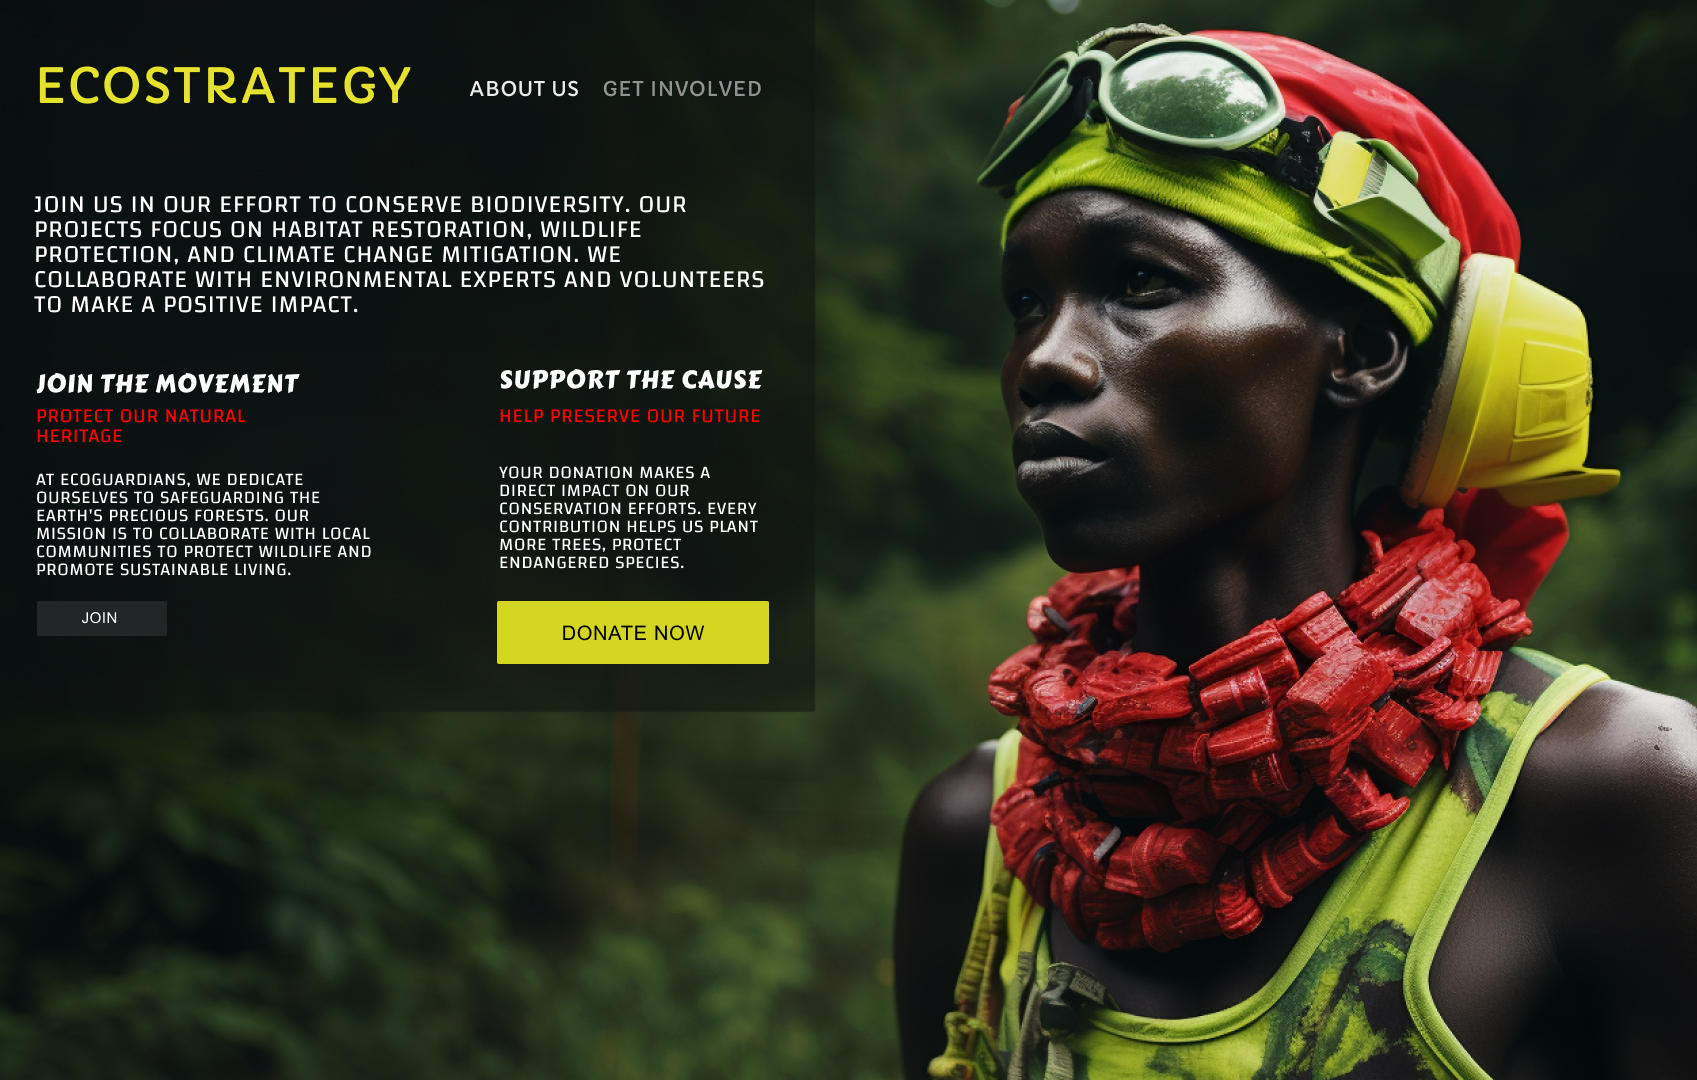 ECOSTRATEGY
ABOUT US
GET INVOLVED
JOIN US IN OUR EFFORT TO CONSERVE BIODIVERSITY. OUR
PROJECTS FOCUS ON HABITAT RESTORATION, WILDLIFE
PROTECTION, AND CLIMATE CHANGE MITIGATION. WE
COLLABORATE WITH ENVIRONMENTAL EXPERTS AND VOLUNTEERS
TO MAKE A POSITIVE IMPACT.
JOIN THE MOVEMENT
PROTECT OUR NATURAL
HERITAGE
AT ECOGUARDIANS, WE DEDICATE
OURSELVES TO SAFEGUARDING THE
EARTH'S PRECIOUS FORESTS. OUR
MISSION IS TO COLLABORATE WITH LOCAL
COMMUNITIES TO PROTECT WILDLIFE AND
PROMOTE SUSTAINABLE LIVING.
JOIN
SUPPORT THE CAUSE
HELP PRESERVE OUR FUTURE
YOUR DONATION MAKES A
DIRECT IMPACT ON OUR
CONSERVATION EFFORTS. EVERY
CONTRIBUTION HELPS US PLANT
MORE TREES, PROTECT
ENDANGERED SPECIES.
DONATE NOW